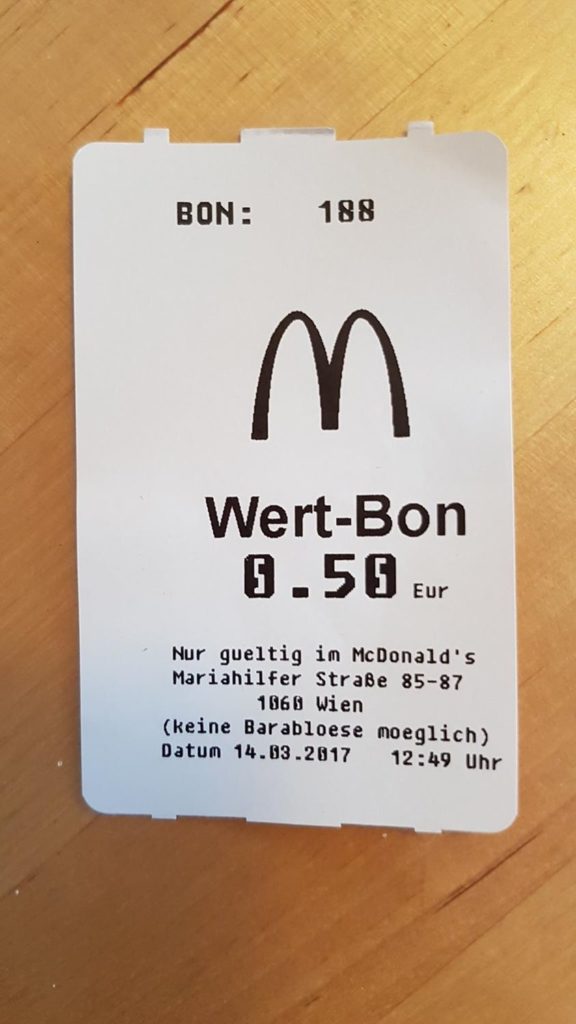 BON: 188
Wert-Bon
0.50 Eur
Nur gueltig im McDonald's
Mariahilfer Straße 85-87
1060 Wien
(keine Barabloese moeglich)
Datum 14.03.2017 12:49 Uhr